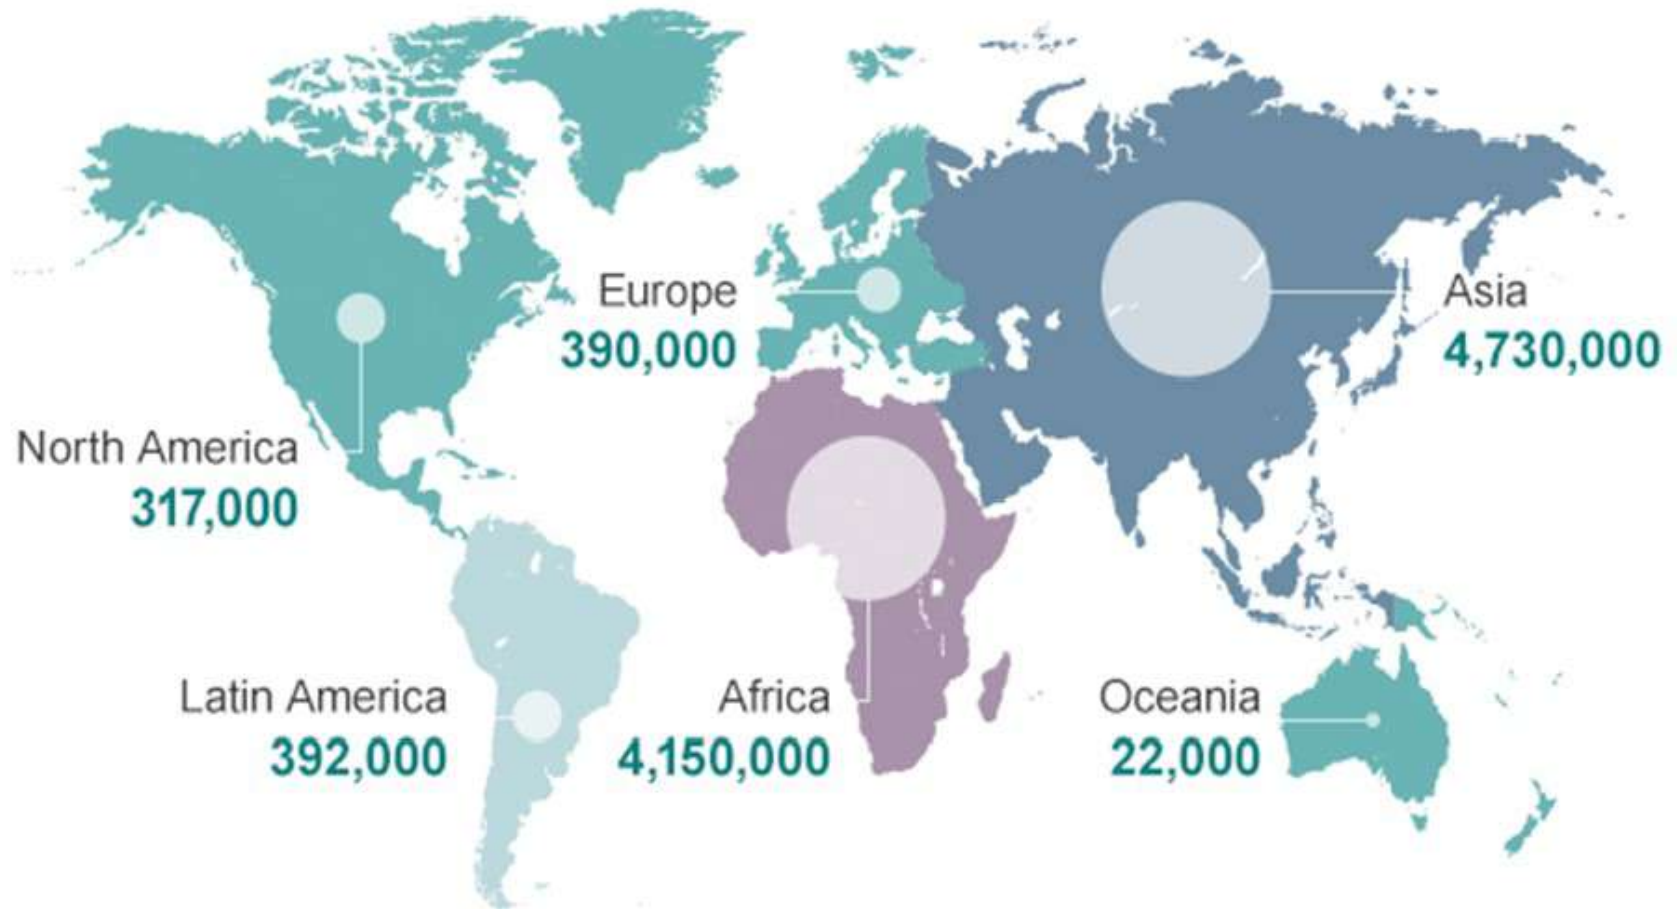 Europe
390,000
Asia
4,730,000
North America
317,000
Latin America
392,000
Africa
4,150,000
Oceania
22,000